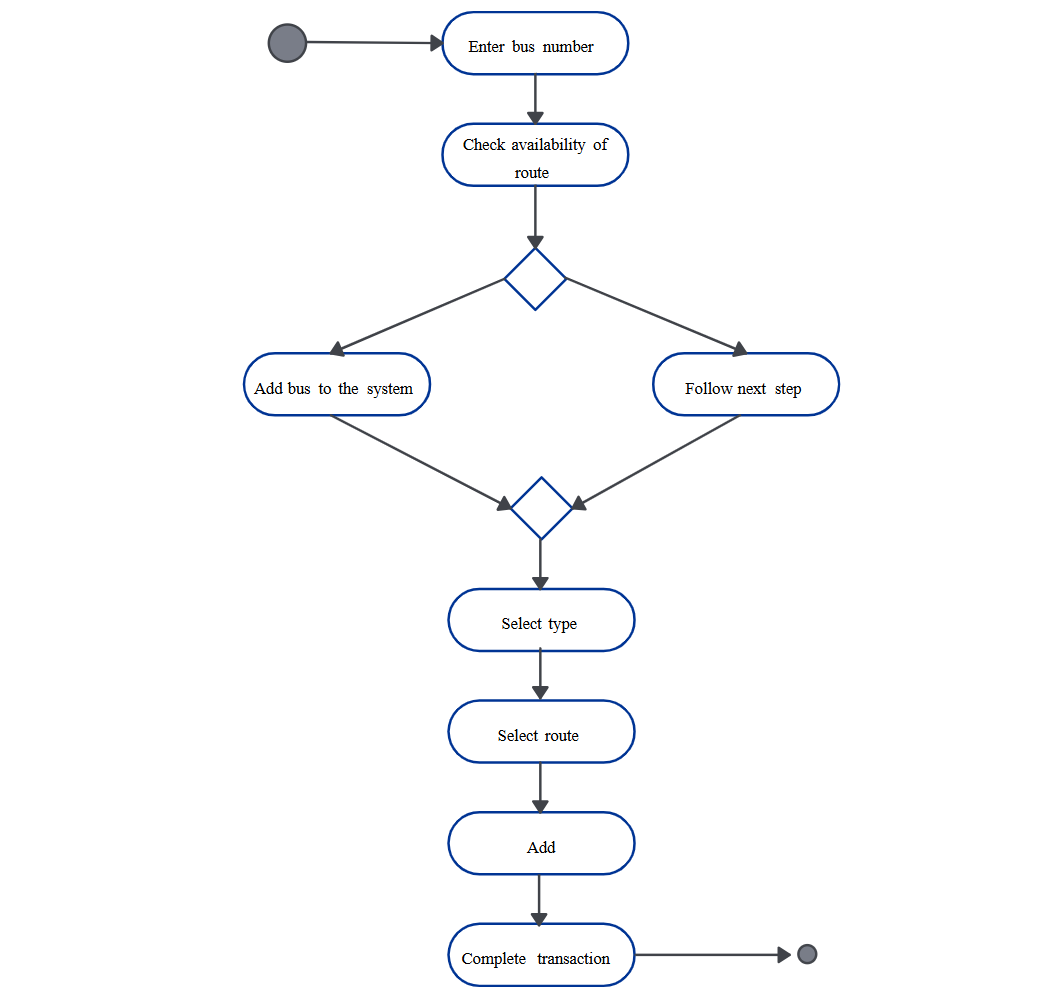 Enter bus number
Check availability of
route
Add bus to the system
Follow next step
Select type
Select route
Add
Complete transaction